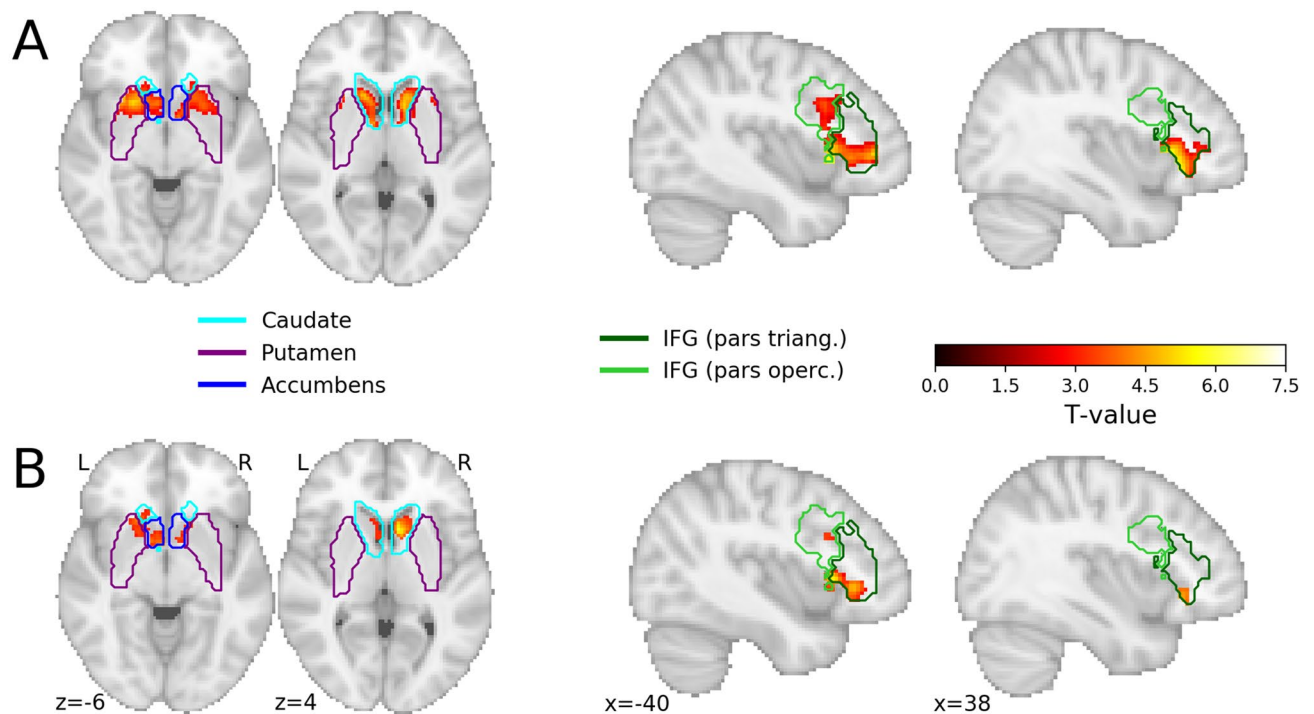 A
Caudate
Putamen
Accumbens
IFG (pars triang.)
IFG (pars operc.)
0.0 1.5 3.0 4.5 6.0 7.5
T-value
B
L R L R
z=-6 z=4 x=-40 x=38